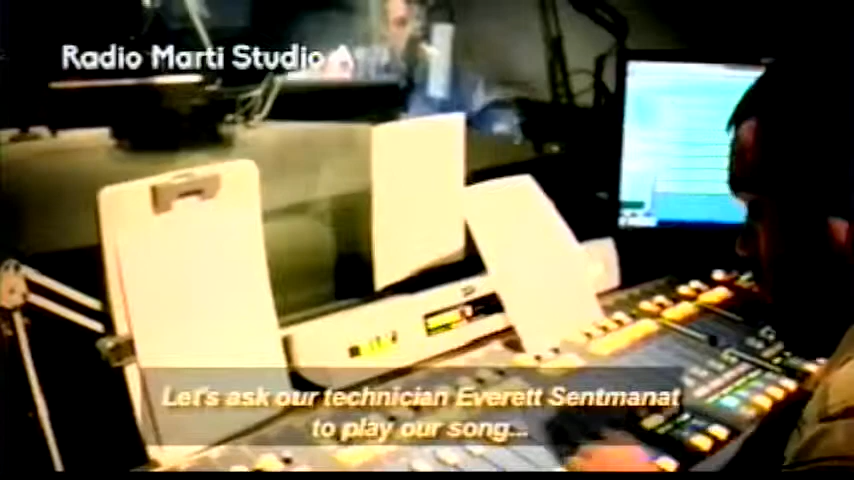 Radio Marti Studio A
Let's ask our technician Everett Sentmanat
to play our song...